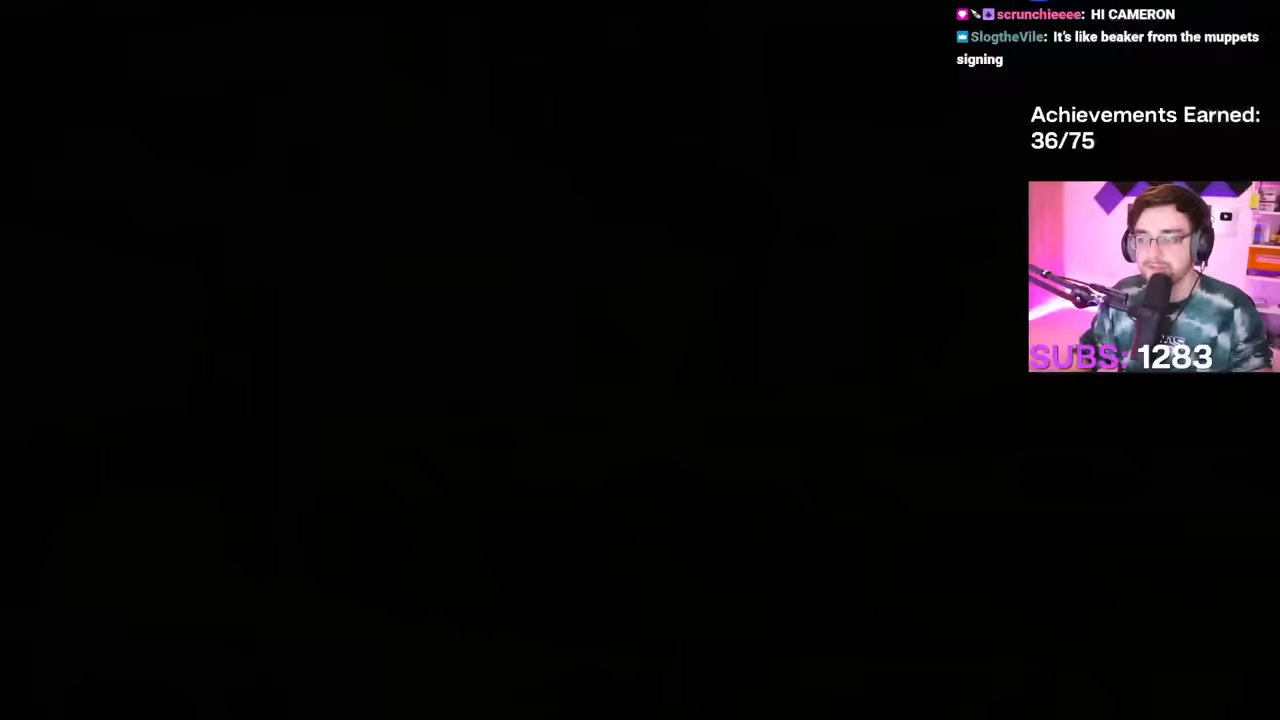 scrunchieeee: HI CAMERON
SlogtheVile: It's like beaker from the muppets
signing
Achievements Earned:
36/75
SUBS: 1283